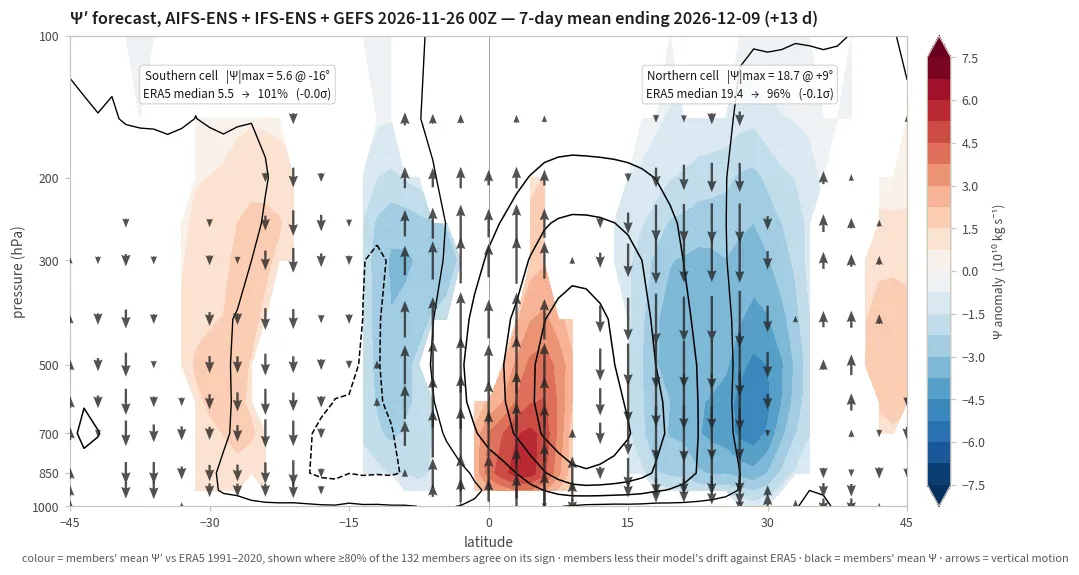 Ψ′ forecast, AIFS-ENS + IFS-ENS + GEFS 2026-11-26 00Z — 7-day mean ending 2026-12-09 (+13 d)
Southern cell |Ψ|max = 5.6 @ -16°
ERA5 median 5.5 → 101% (-0.0σ)
Northern cell |Ψ|max = 18.7 @ +9°
ERA5 median 19.4 → 96% (-0.1σ)
100
200
300
400
500
700
850
1000
pressure (hPa)
−45
−30
−15
0
15
30
45
latitude
7.5
6.0
4.5
3.0
1.5
0.0
−1.5
−3.0
−4.5
−6.0
−7.5
Ψ anomaly (10¹⁰ kg s⁻¹)
colour = members' mean Ψ′ vs ERA5 1991–2020, shown where ≥80% of the 132 members agree on its sign · members less their model's drift against ERA5 · black = members' mean Ψ · arrows = vertical motion